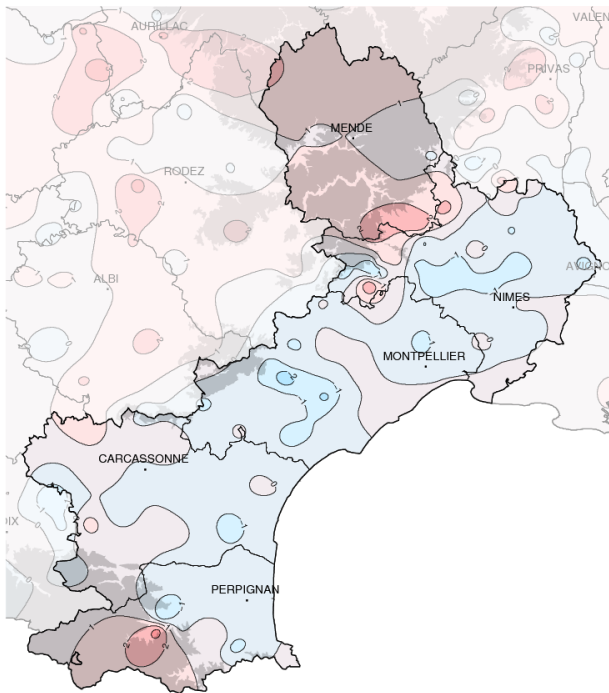 AURILLAC
VALEN
PRIVAS
MENDE
RODEZ
AVIGNO
ALBI
NIMES
MONTPELLIER
CARCASSONNE
OIX
PERPIGNAN